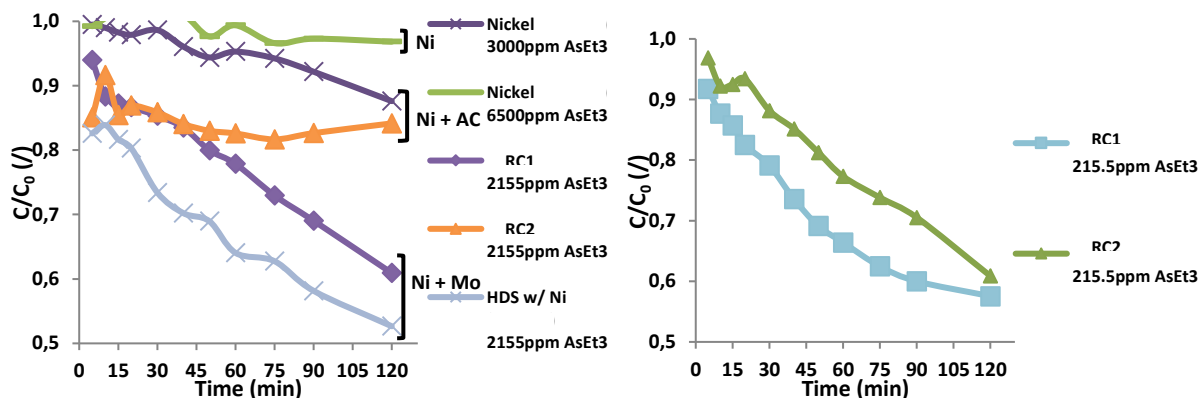 C/C₀ (/)
1,0
0,9
0,8
0,7
0,6
0,5
0 15 30 45 60 75 90 105 120
Time (min)
Ni
Ni + AC
Ni + Mo
Nickel
3000ppm AsEt3
Nickel
6500ppm AsEt3
RC1
2155ppm AsEt3
RC2
2155ppm AsEt3
HDS w/ Ni
2155ppm AsEt3
C/C₀ (/)
1,0
0,9
0,8
0,7
0,6
0,5
0 15 30 45 60 75 90 105 120
Time (min)
RC1
215.5ppm AsEt3
RC2
215.5ppm AsEt3